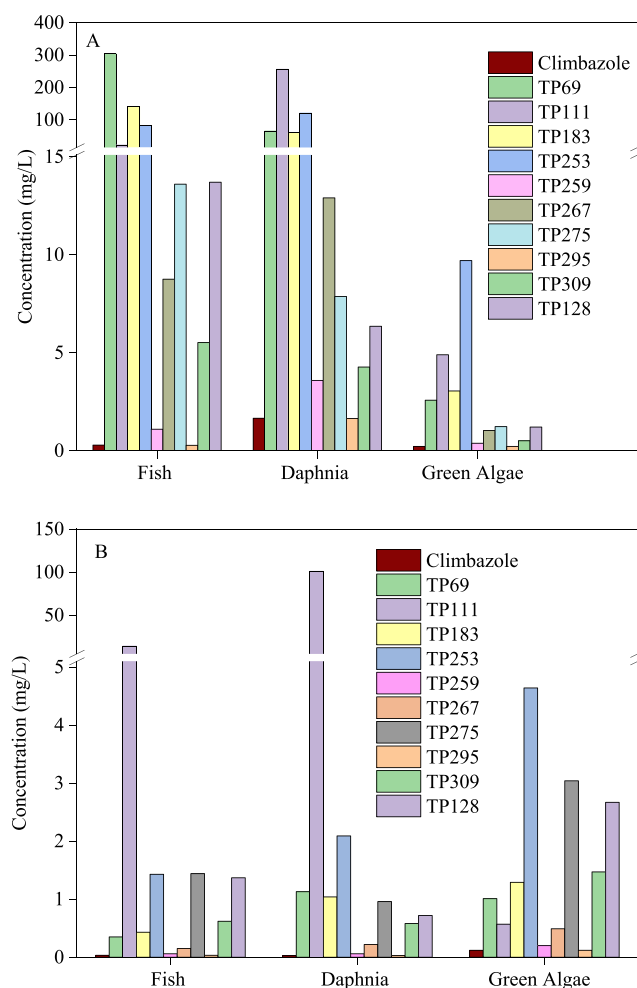 A
Concentration (mg/L)
400
300
200
100
15
10
5
0
Climbazole
TP69
TP111
TP183
TP253
TP259
TP267
TP275
TP295
TP309
TP128
Fish
Daphnia
Green Algae
B
Concentration (mg/L)
150
100
50
5
4
3
2
1
0
Climbazole
TP69
TP111
TP183
TP253
TP259
TP267
TP275
TP295
TP309
TP128
Fish
Daphnia
Green Algae